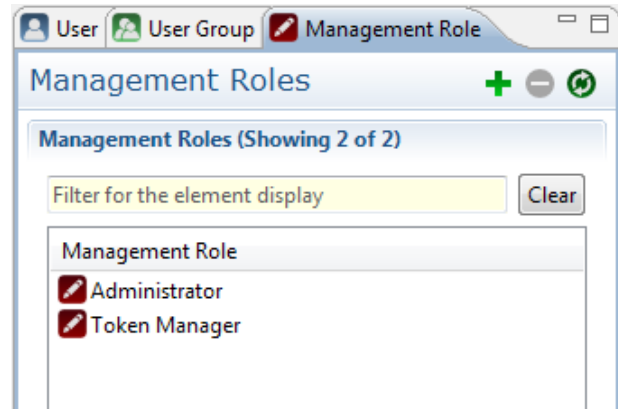 User User Group Management Role
Management Roles
Management Roles (Showing 2 of 2)
Filter for the element display Clear
Management Role
Administrator
Token Manager